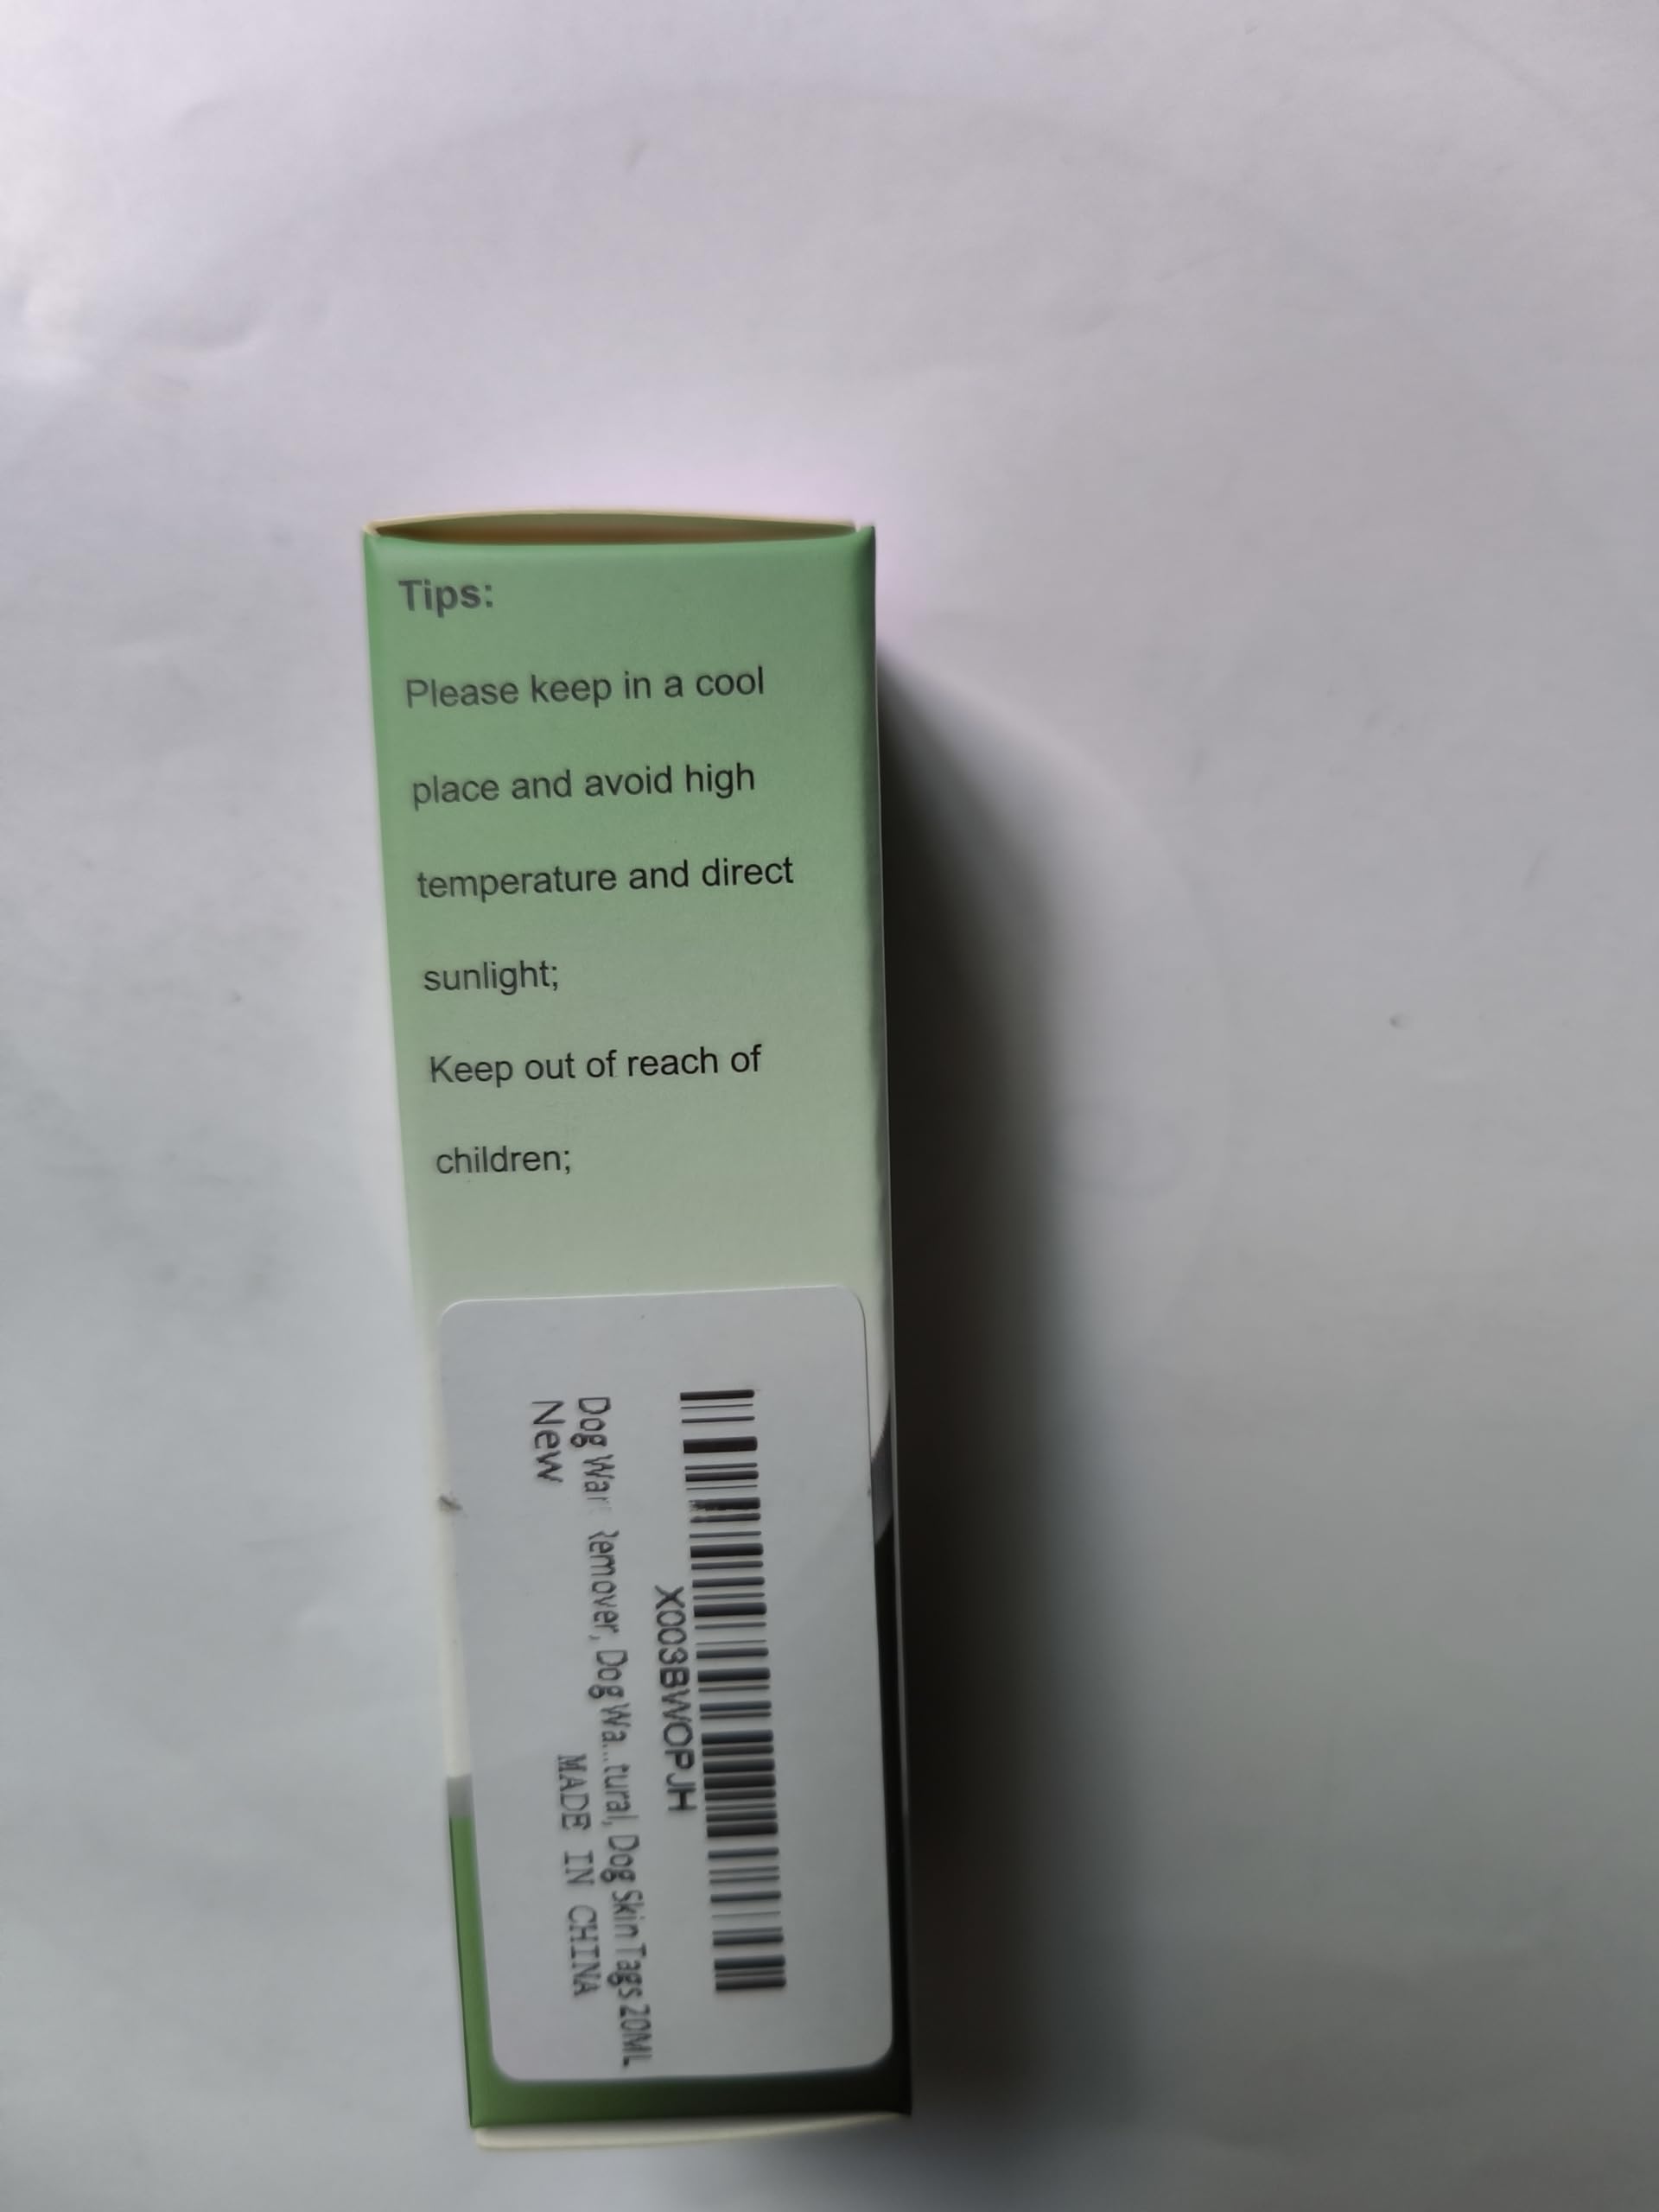 Tips:
Please keep in a cool
place and avoid high
temperature and direct
sunlight;
Keep out of reach of
children;
X003BWOPJH
Dog War emover, Dog Wa...tural, Dog Skin Tags 20ML
New
MADE IN CHINA